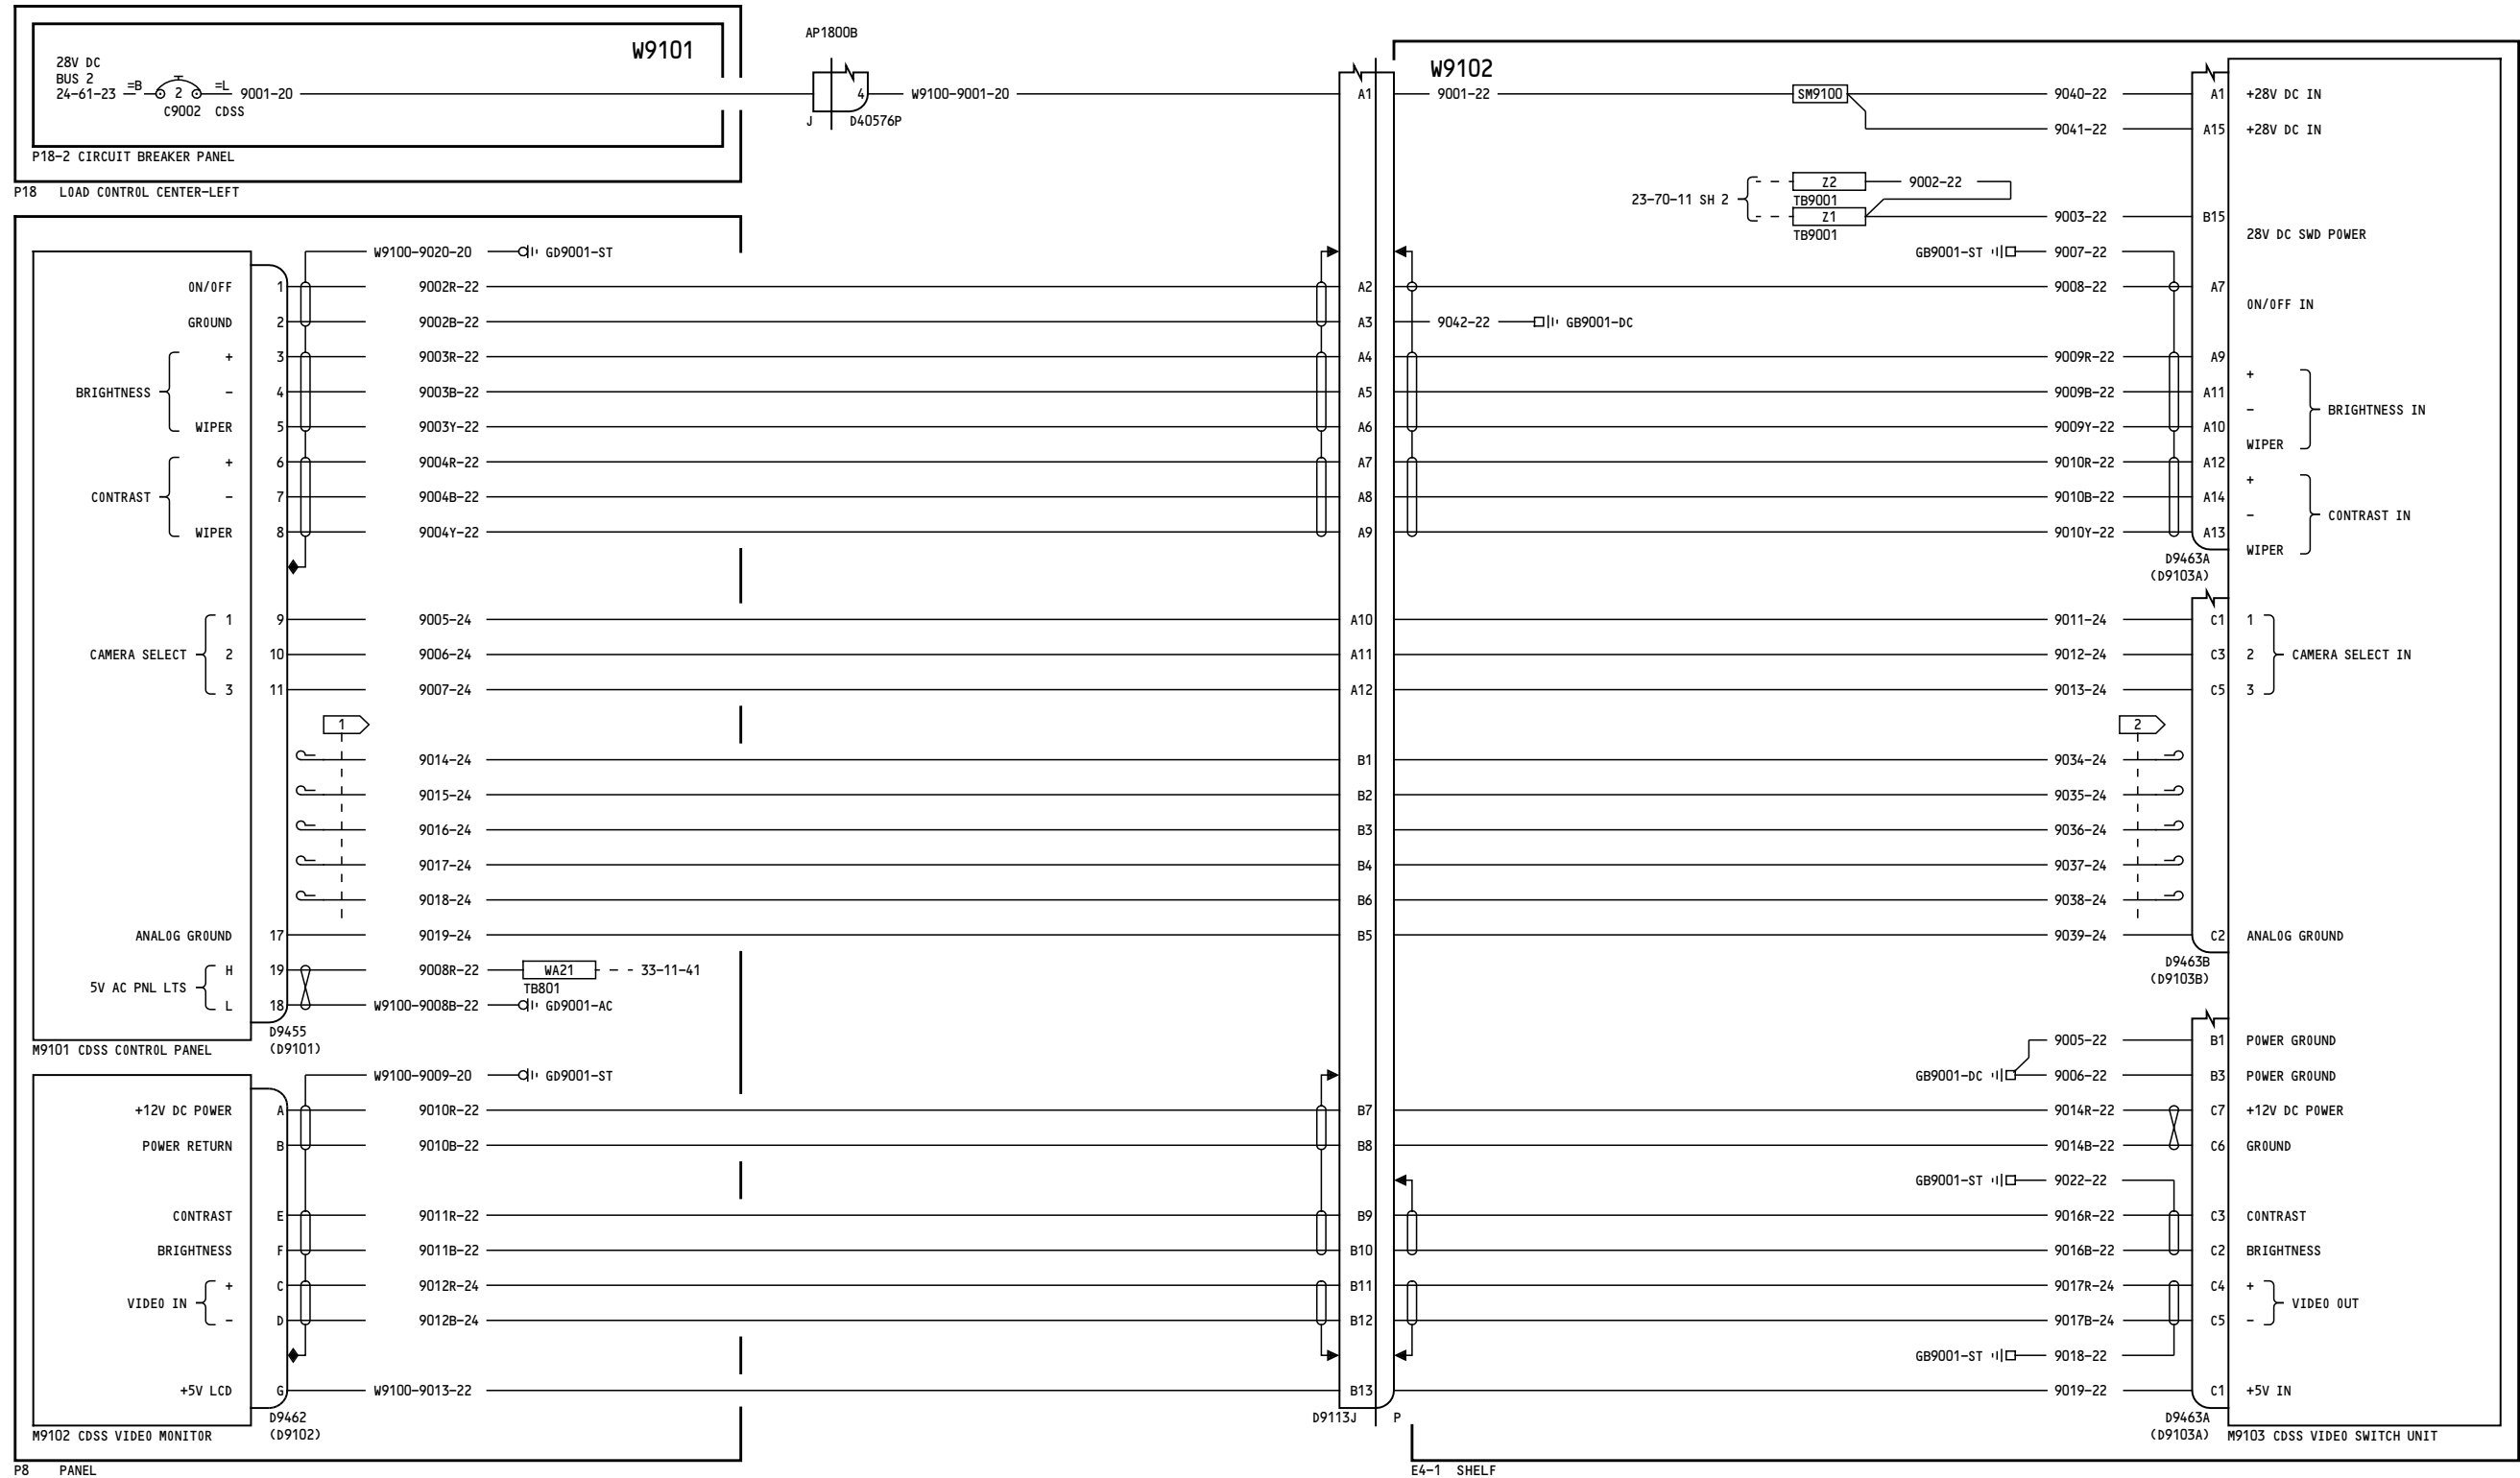 AP1800B
W9101
28V DC
BUS 2
24-61-23 =B 2 =L 9001-20
C9002 CDSS
4 W9100-9001-20
J D40576P
P18-2 CIRCUIT BREAKER PANEL
P18 LOAD CONTROL CENTER-LEFT
W9102
A1 9001-22 SM9100 9040-22 A1 +28V DC IN
9041-22 A15 +28V DC IN
Z2 9002-22
23-70-11 SH 2 TB9001
Z1 9003-22 B15
TB9001
28V DC SWD POWER
W9100-9020-20 GD9001-ST
GB9001-ST 9007-22
ON/OFF 1 9002R-22 A2 9008-22 A7
ON/OFF IN
GROUND 2 9002B-22 A3 9042-22 GB9001-DC
+ 3 9003R-22 A4 9009R-22 A9
+
BRIGHTNESS - 4 9003B-22 A5 9009B-22 A11
- BRIGHTNESS IN
WIPER 5 9003Y-22 A6 9009Y-22 A10
WIPER
+ 6 9004R-22 A7 9010R-22 A12
+
CONTRAST - 7 9004B-22 A8 9010B-22 A14
- CONTRAST IN
WIPER 8 9004Y-22 A9 9010Y-22 A13
WIPER
D9463A
(D9103A)
1 9 9005-24 A10 9011-24 C1 1
CAMERA SELECT 2 10 9006-24 A11 9012-24 C3 2 CAMERA SELECT IN
3 11 9007-24 A12 9013-24 C5 3
1 2
9014-24 B1 9034-24
9015-24 B2 9035-24
9016-24 B3 9036-24
9017-24 B4 9037-24
9018-24 B6 9038-24
ANALOG GROUND 17 9019-24 B5 9039-24 C2 ANALOG GROUND
D9463B
(D9103B)
H 19 9008R-22 WA21 33-11-41
5V AC PNL LTS TB801
L 18 W9100-9008B-22 GD9001-AC
D9455
(D9101)
M9101 CDSS CONTROL PANEL
9005-22 B1 POWER GROUND
W9100-9009-20 GD9001-ST
GB9001-DC 9006-22 B3 POWER GROUND
+12V DC POWER A 9010R-22 B7 9014R-22 C7 +12V DC POWER
POWER RETURN B 9010B-22 B8 9014B-22 C6 GROUND
GB9001-ST 9022-22
CONTRAST E 9011R-22 B9 9016R-22 C3 CONTRAST
BRIGHTNESS F 9011B-22 B10 9016B-22 C2 BRIGHTNESS
+ C 9012R-24 B11 9017R-24 C4 +
VIDEO IN VIDEO OUT
- D 9012B-24 B12 9017B-24 C5 -
GB9001-ST 9018-22
+5V LCD G W9100-9013-22 B13 9019-22 C1 +5V IN
D9462
(D9102)
D9113J P
D9463A
(D9103A)
M9102 CDSS VIDEO MONITOR
M9103 CDSS VIDEO SWITCH UNIT
P8 PANEL
E4-1 SHELF